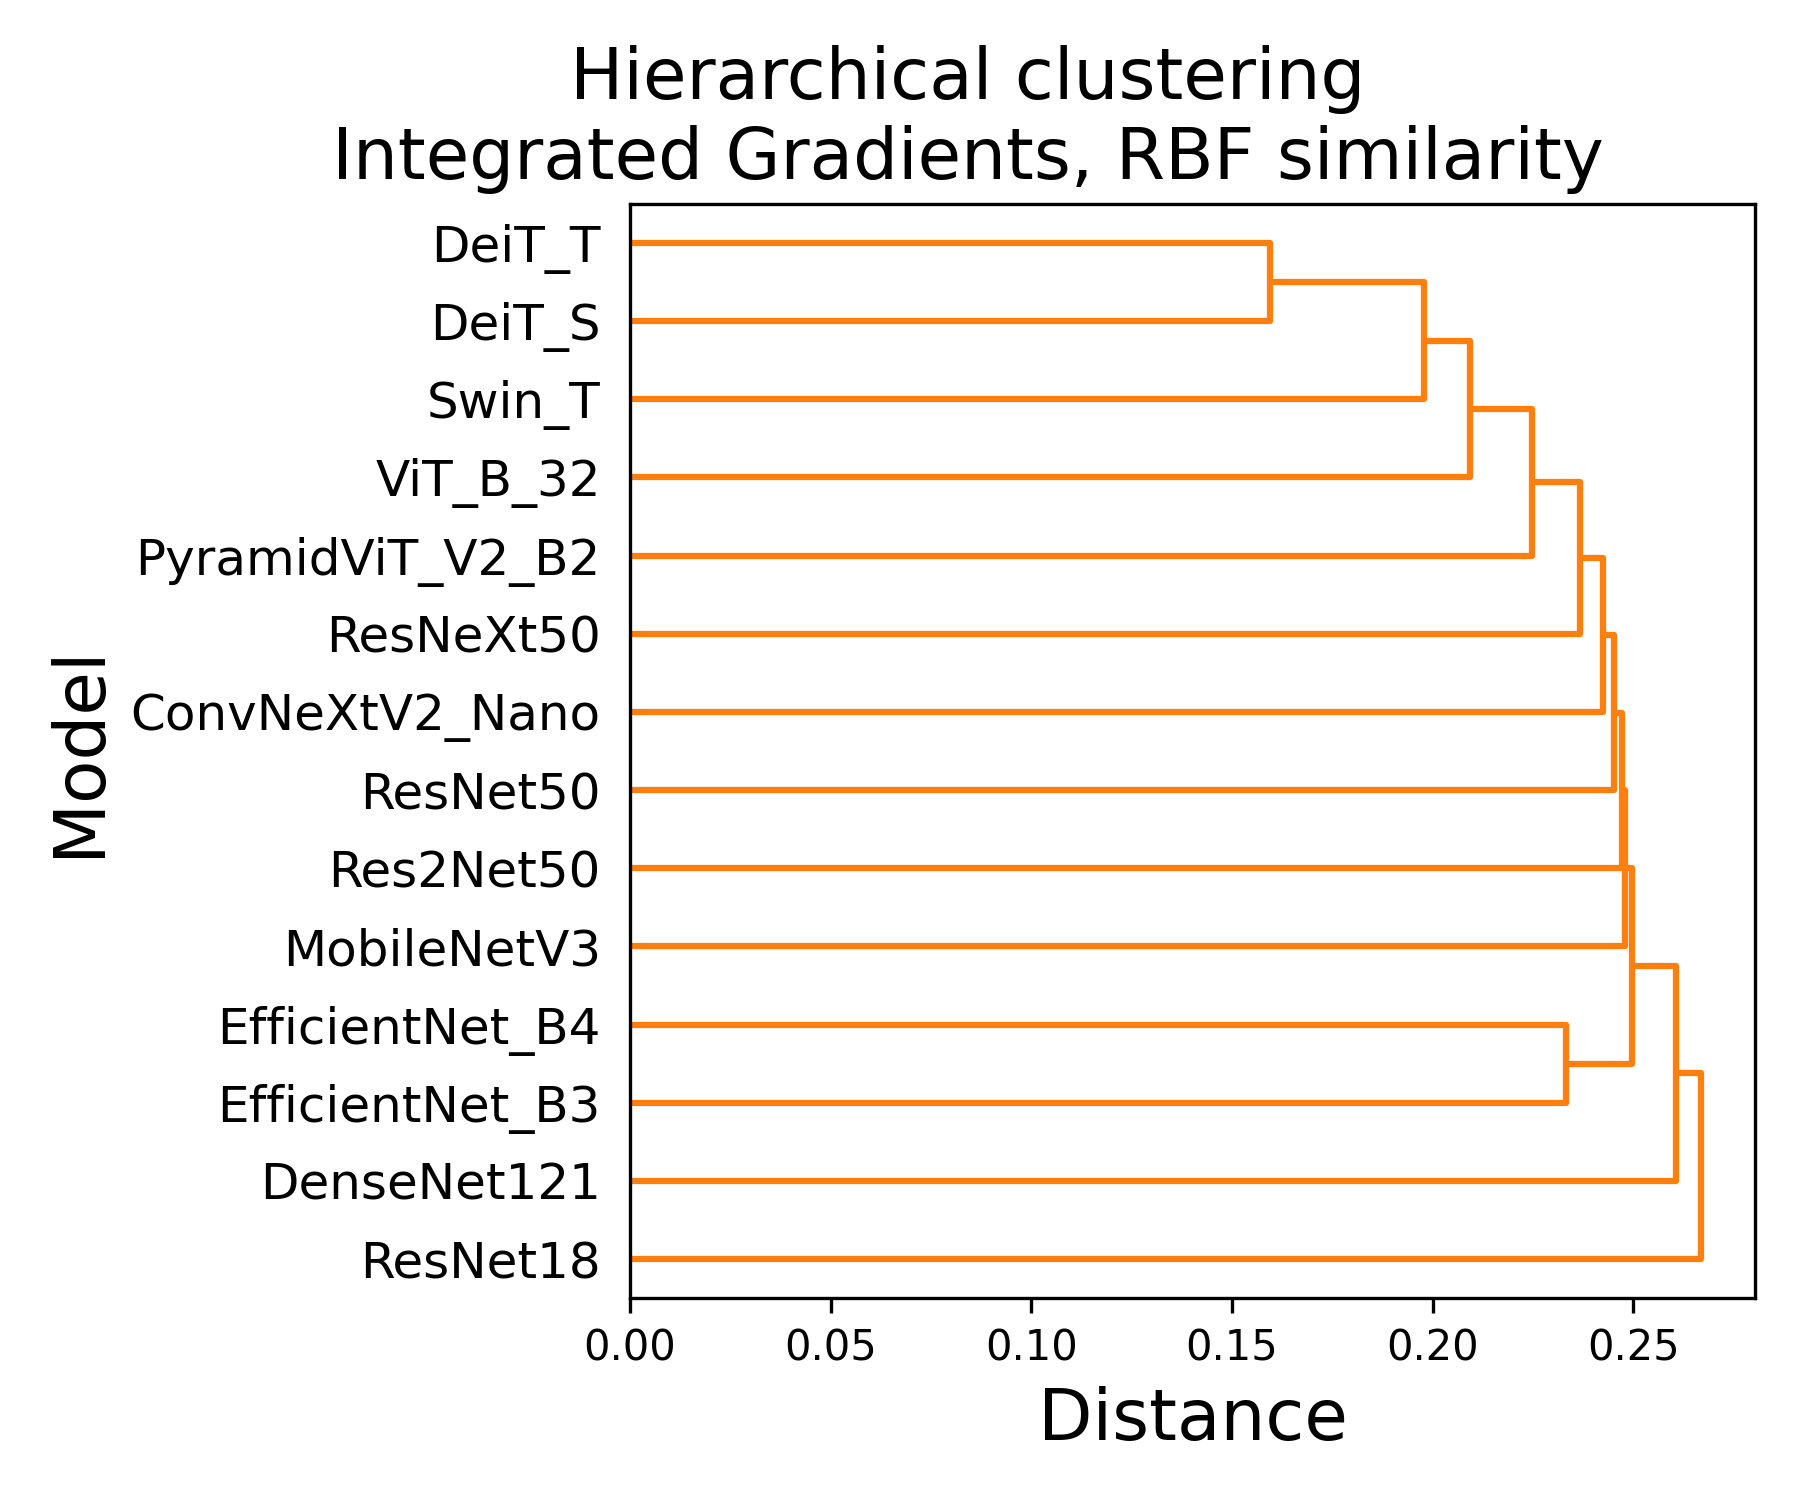 Hierarchical clustering
Integrated Gradients, RBF similarity
DeiT_T
DeiT_S
Swin_T
ViT_B_32
PyramidViT_V2_B2
ResNeXt50
ConvNeXtV2_Nano
ResNet50
Res2Net50
MobileNetV3
EfficientNet_B4
EfficientNet_B3
DenseNet121
ResNet18
Model
0.00 0.05 0.10 0.15 0.20 0.25
Distance